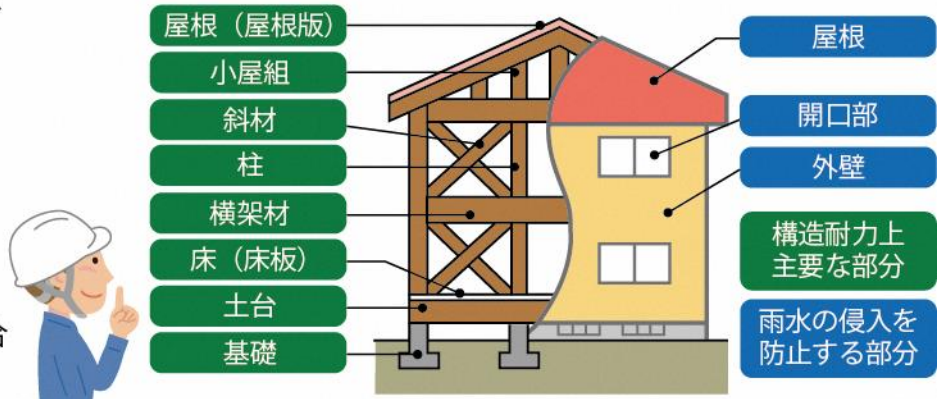 屋根（屋根版）
小屋組
斜材
柱
横架材
床（床板）
土台
基礎
屋根
開口部
外壁
構造耐力上
主要な部分
雨水の侵入を
防止する部分